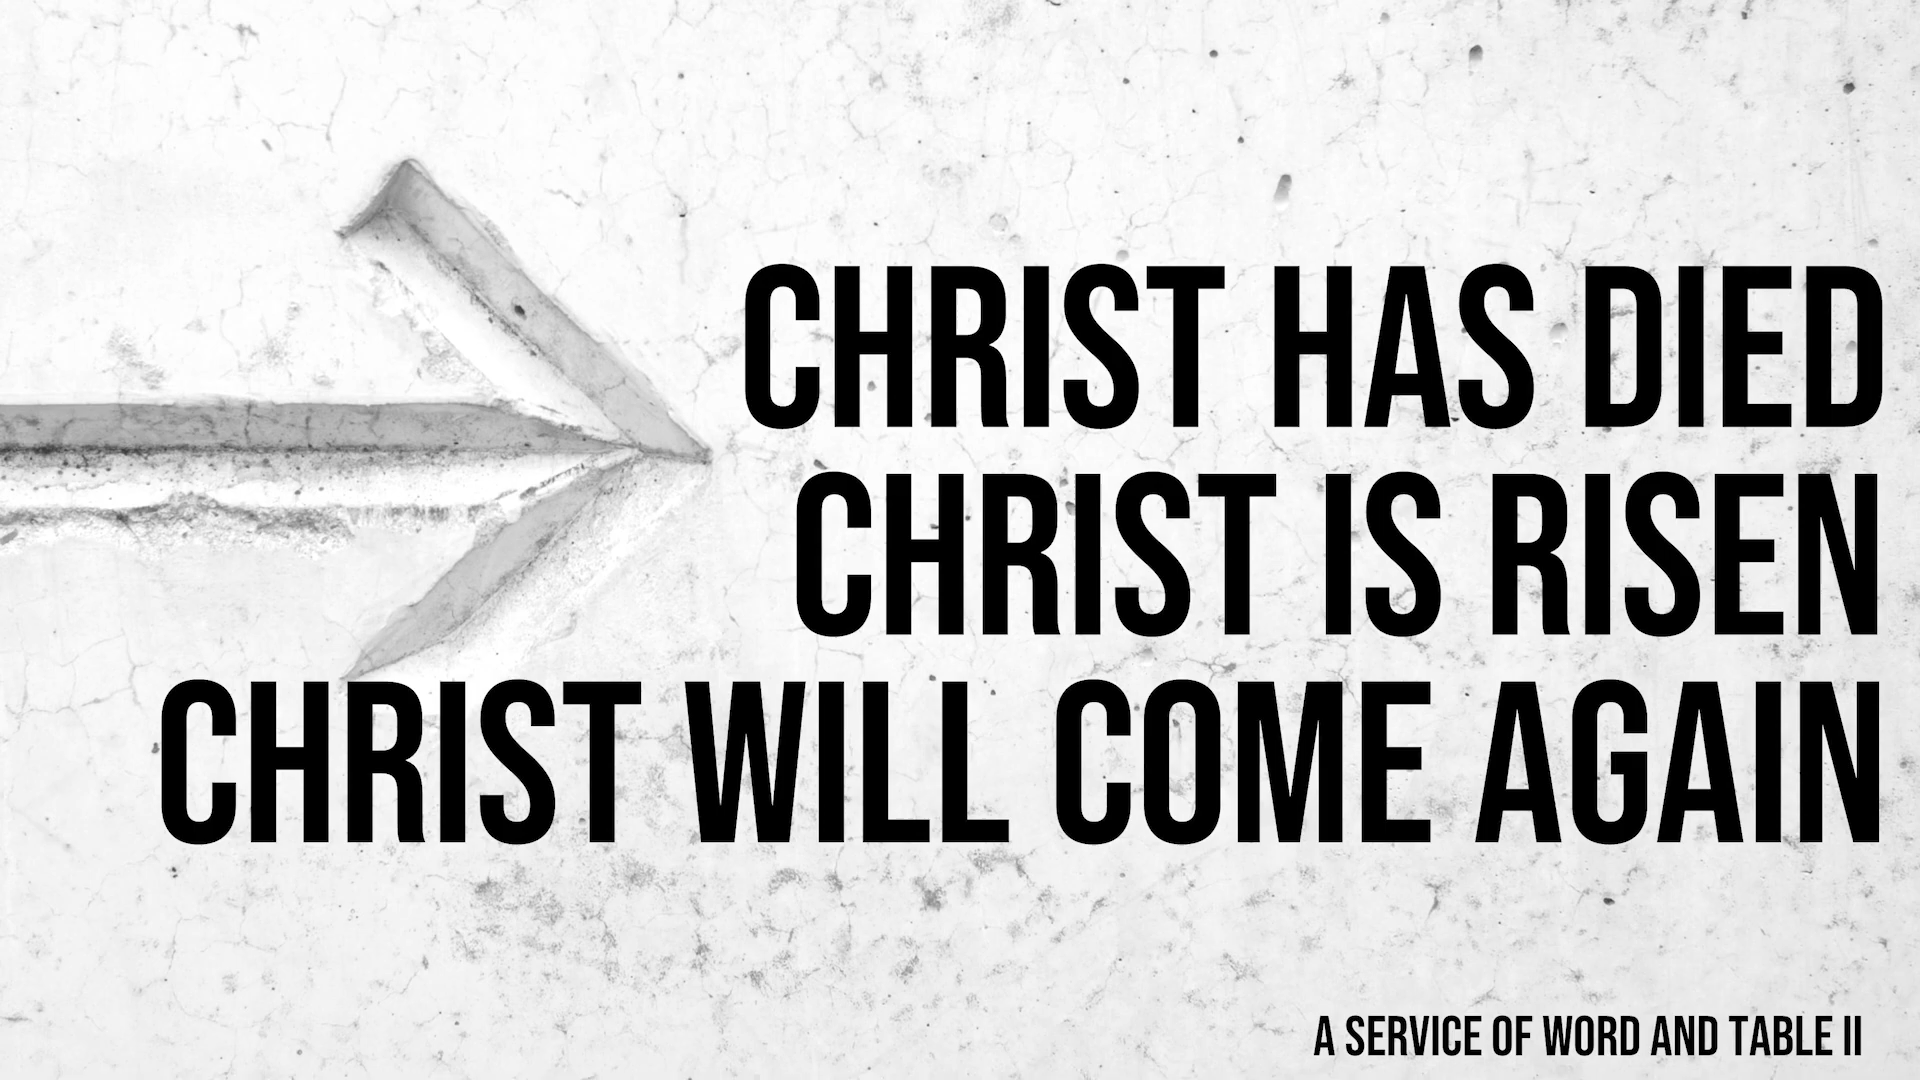 CHRIST HAS DIED
CHRIST IS RISEN
CHRIST WILL COME AGAIN
A SERVICE OF WORD AND TABLE II